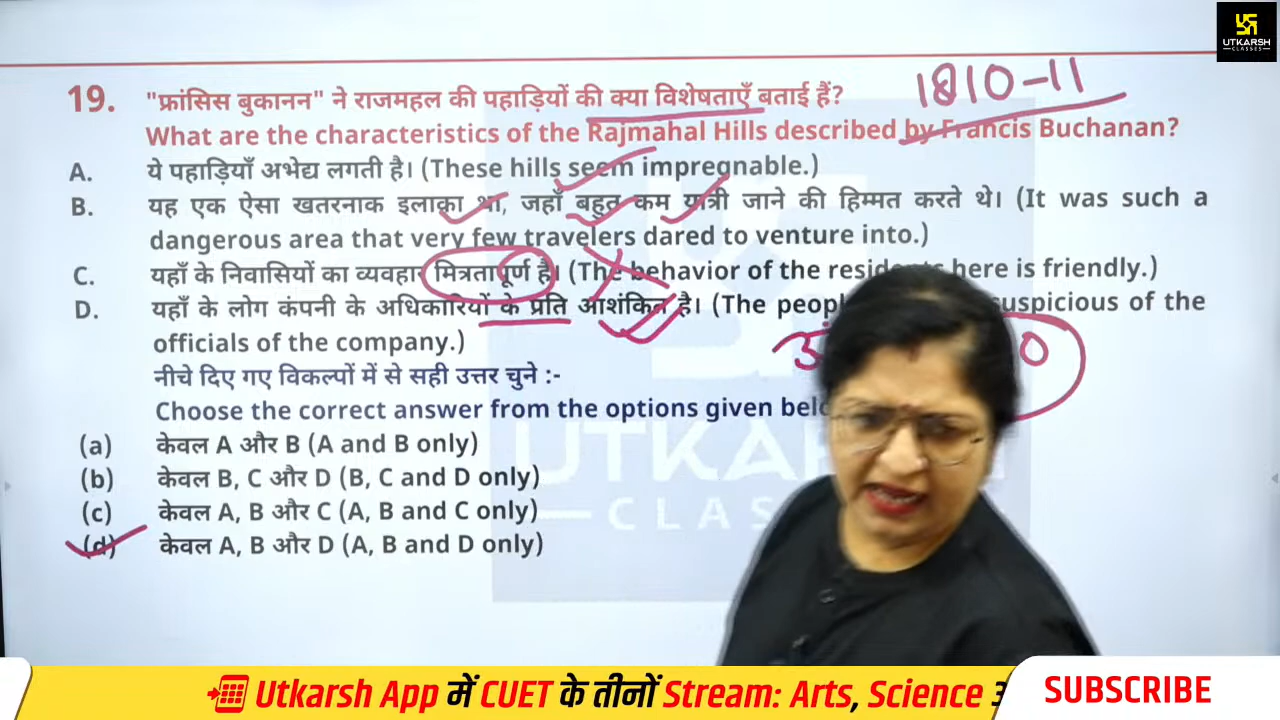 UTKARSH
CLASSES
1810-11
19. "फ्रांसिस बुकानन" ने राजमहल की पहाड़ियों की क्या विशेषताएँ बताई हैं?
What are the characteristics of the Rajmahal Hills described by Francis Buchanan?
A. ये पहाड़ियाँ अभेद्य लगती है। (These hills seem impregnable.)
B. यह एक ऐसा खतरनाक इलाक़ा था, जहाँ बहुत कम यात्री जाने की हिम्मत करते थे। (It was such a
dangerous area that very few travelers dared to venture into.)
C. यहाँ के निवासियों का व्यवहार मित्रतापूर्ण है। (The behavior of the residents here is friendly.)
D. यहाँ के लोग कंपनी के अधिकारियों के प्रति आशंकित है। (The suspicious of the
officials of the company.)
नीचे दिए गए विकल्पों में से सही उत्तर चुने :-
Choose the correct answer from the options given
(a) केवल A और B (A and B only)
(b) केवल B, C और D (B, C and D only)
(c) केवल A, B और C (A, B and C only)
(d) केवल A, B और D (A, B and D only)
UTKARSH
CLASS
Utkarsh App में CUET के तीनों Stream: Arts, Science
SUBSCRIBE